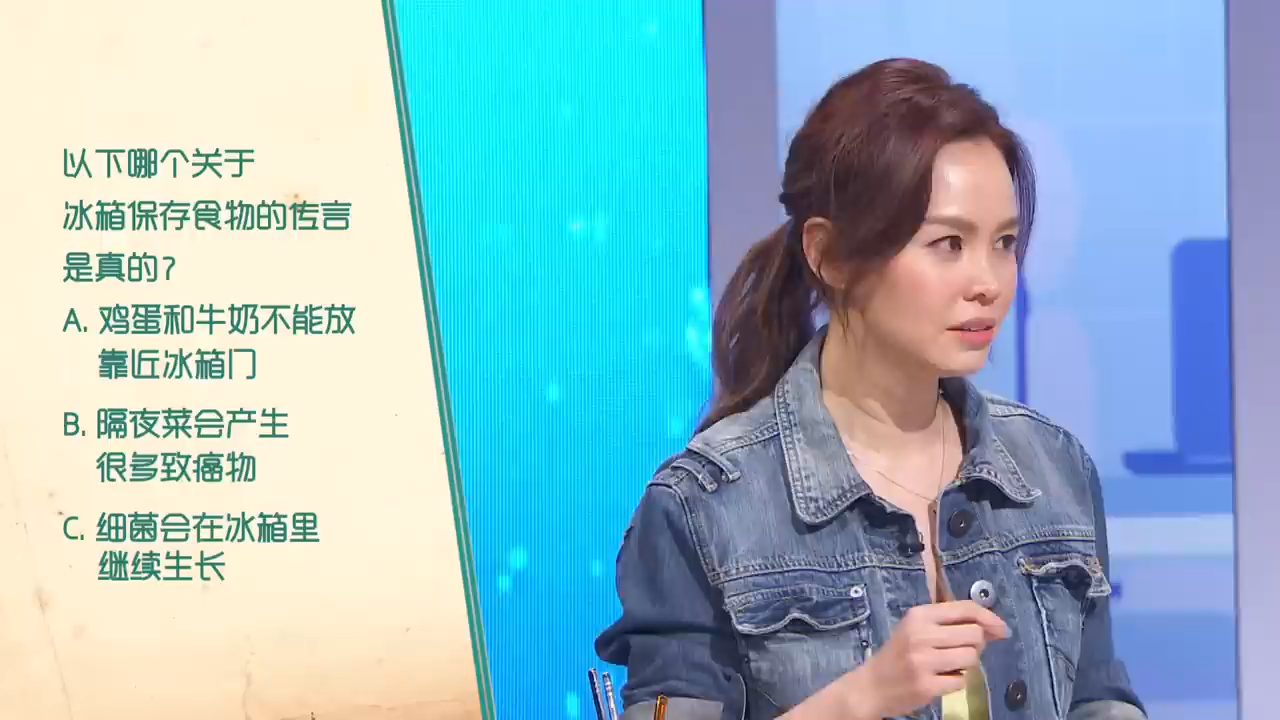 以下哪个关于
冰箱保存食物的传言
是真的?
A. 鸡蛋和牛奶不能放
靠近冰箱门
B. 隔夜菜会产生
很多致癌物
C. 细菌会在冰箱里
继续生长